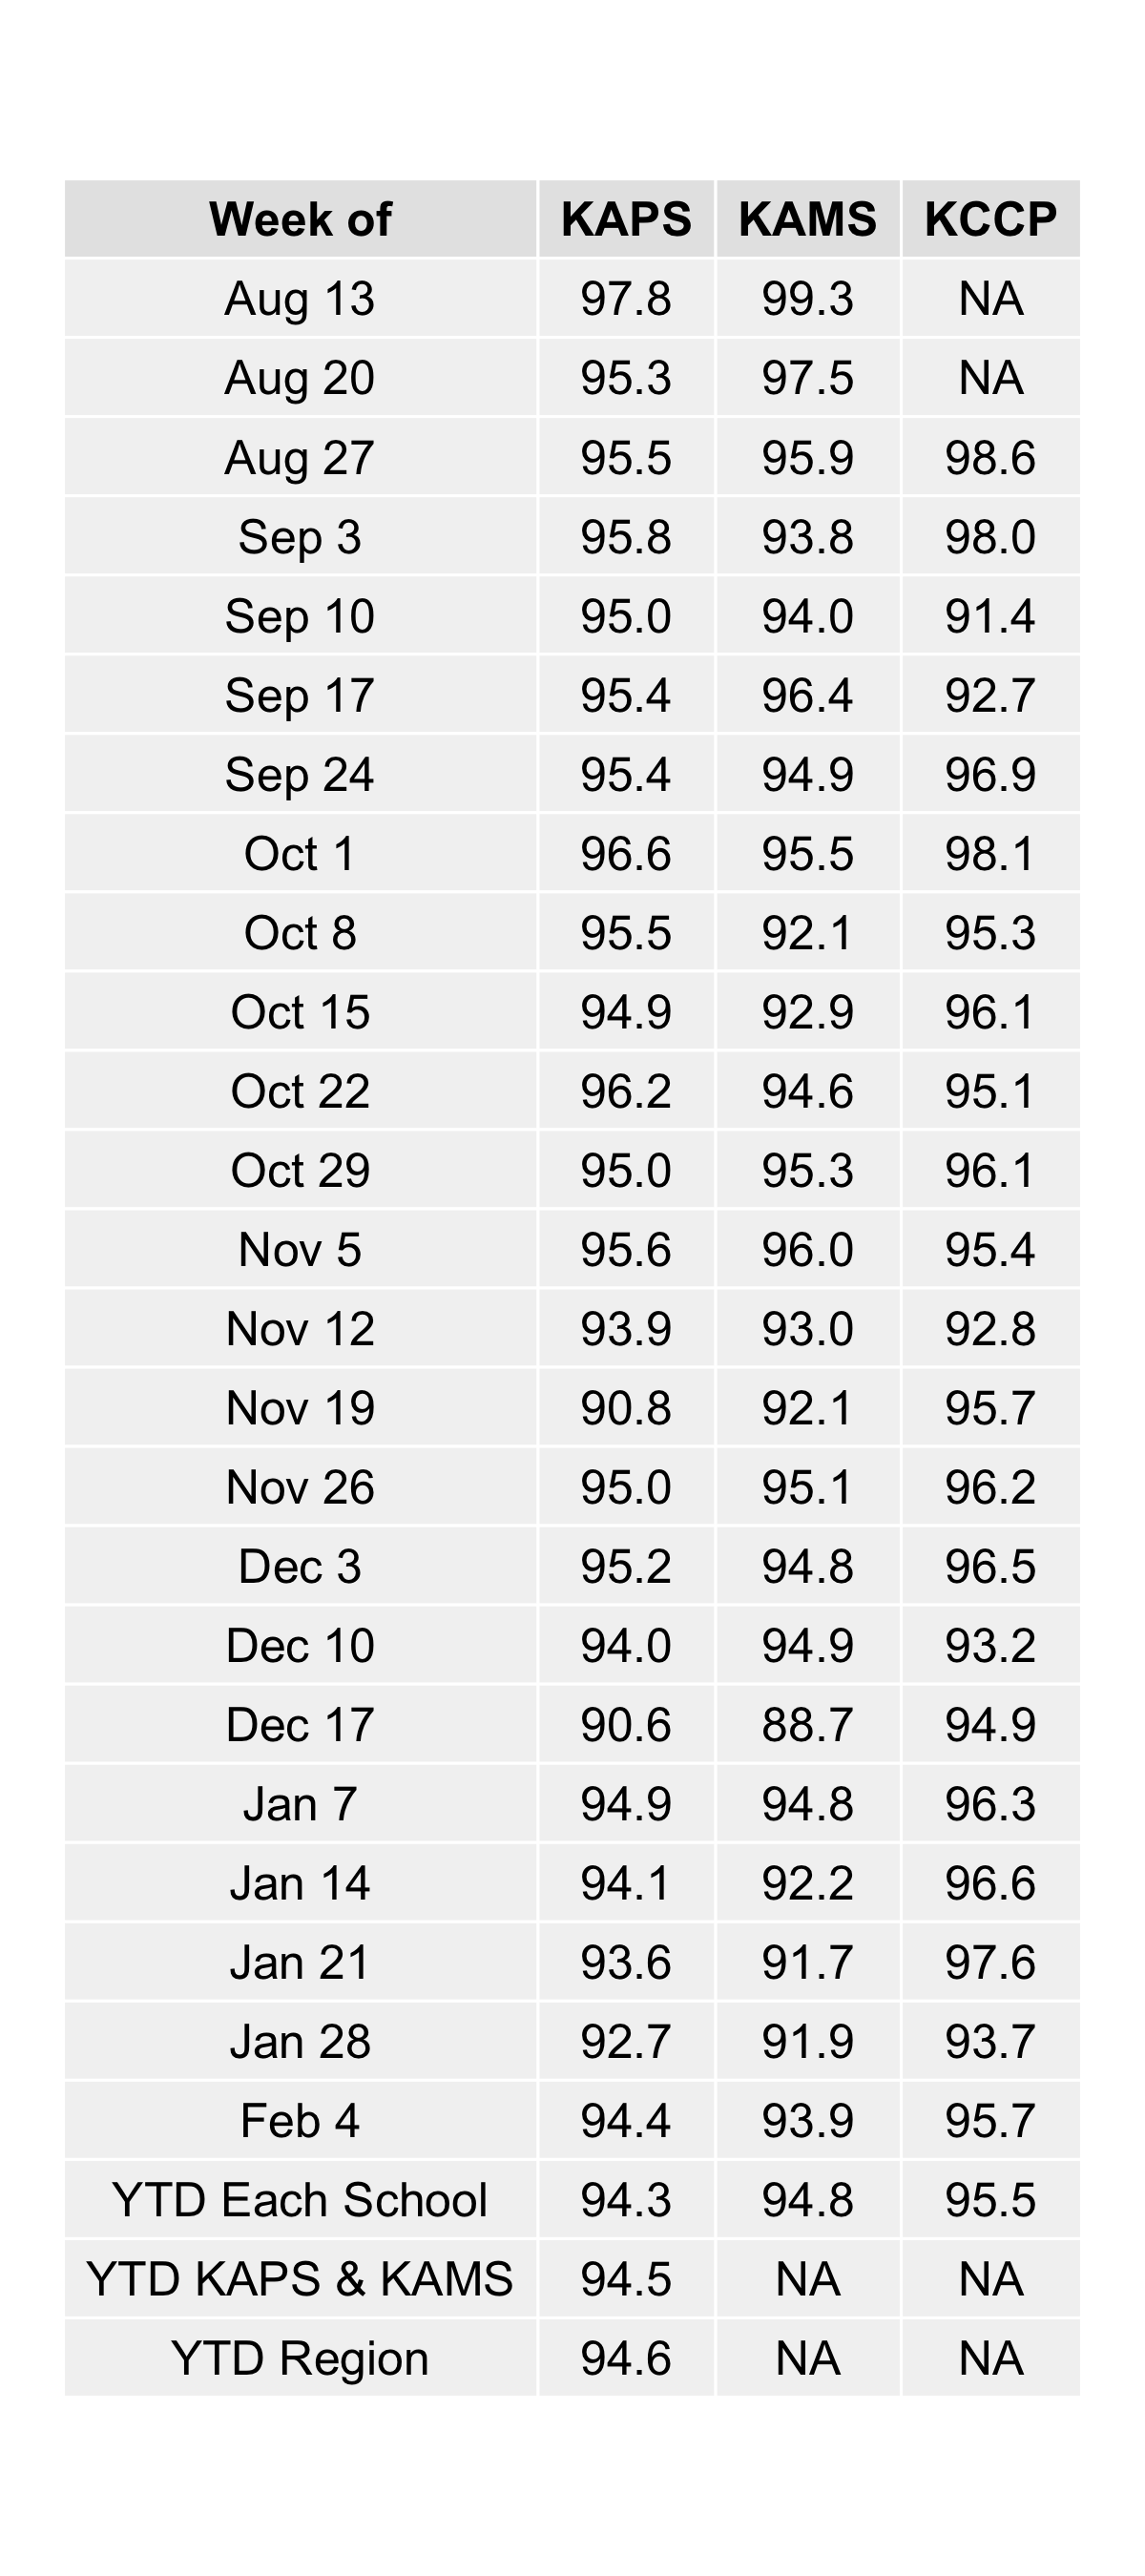 Week of KAPS KAMS KCCP
Aug 13 97.8 99.3 NA
Aug 20 95.3 97.5 NA
Aug 27 95.5 95.9 98.6
Sep 3 95.8 93.8 98.0
Sep 10 95.0 94.0 91.4
Sep 17 95.4 96.4 92.7
Sep 24 95.4 94.9 96.9
Oct 1 96.6 95.5 98.1
Oct 8 95.5 92.1 95.3
Oct 15 94.9 92.9 96.1
Oct 22 96.2 94.6 95.1
Oct 29 95.0 95.3 96.1
Nov 5 95.6 96.0 95.4
Nov 12 93.9 93.0 92.8
Nov 19 90.8 92.1 95.7
Nov 26 95.0 95.1 96.2
Dec 3 95.2 94.8 96.5
Dec 10 94.0 94.9 93.2
Dec 17 90.6 88.7 94.9
Jan 7 94.9 94.8 96.3
Jan 14 94.1 92.2 96.6
Jan 21 93.6 91.7 97.6
Jan 28 92.7 91.9 93.7
Feb 4 94.4 93.9 95.7
YTD Each School 94.3 94.8 95.5
YTD KAPS & KAMS 94.5 NA NA
YTD Region 94.6 NA NA